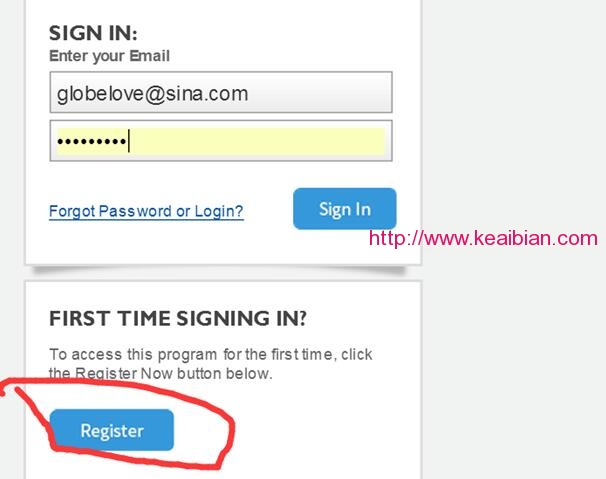 SIGN IN:
Enter your Email
globelove@sina.com
•••••••••
Forgot Password or Login?
Sign In
http://www.keaibian.com
FIRST TIME SIGNING IN?
To access this program for the first time, click
the Register Now button below.
Register